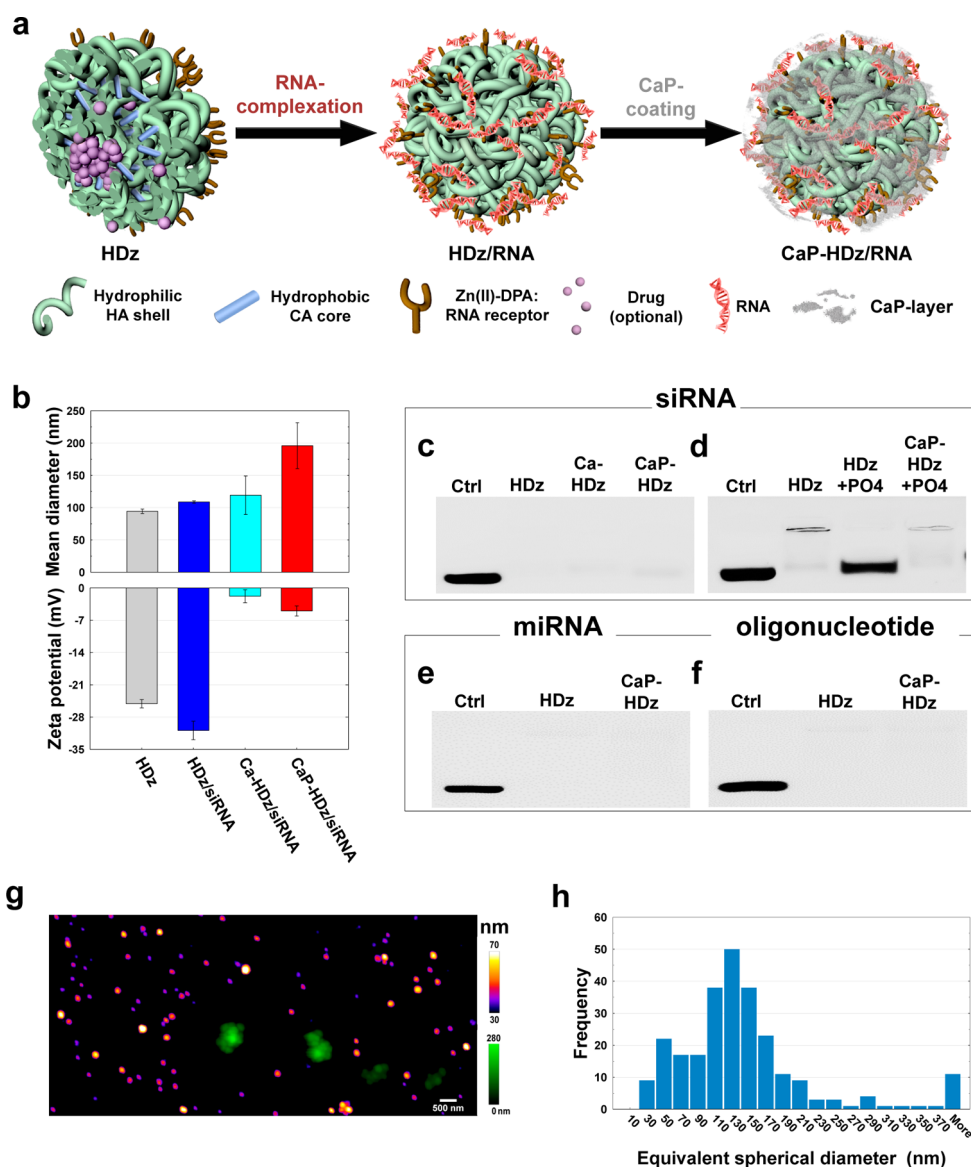 a
RNA-
complexation
CaP-
coating
HDz
HDz/RNA
CaP-HDz/RNA
Hydrophilic
HA shell
Hydrophobic
CA core
Zn(II)-DPA:
RNA receptor
Drug
(optional)
RNA
CaP-layer
b
Mean diameter (nm)
250
200
150
100
50
0
Zeta potential (mV)
0
-7
-14
-21
-28
-35
HDz
HDz/siRNA
Ca-HDz/siRNA
CaP-HDz/siRNA
siRNA
c
Ctrl
HDz
Ca-
HDz
CaP-
HDz
d
Ctrl
HDz
HDz
+PO4
CaP-
HDz
+PO4
miRNA
e
Ctrl
HDz
CaP-
HDz
oligonucleotide
f
Ctrl
HDz
CaP-
HDz
g
nm
70
30
280
0 nm
500 nm
h
Frequency
60
50
40
30
20
10
0
10
30
50
70
90
110
130
150
170
190
210
230
250
270
290
310
330
350
370
More
Equivalent spherical diameter (nm)